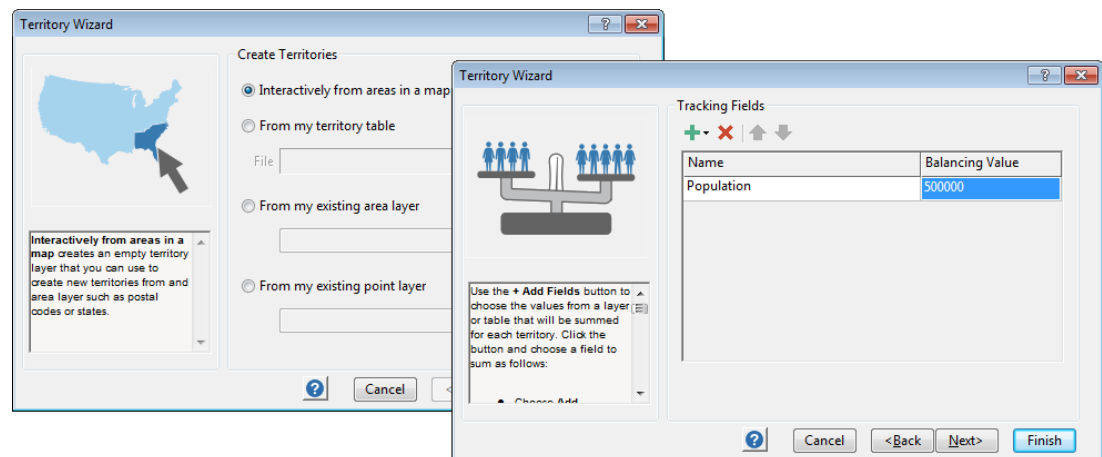 Territory Wizard
Create Territories
Interactively from areas in a map
From my territory table
File
From my existing area layer
From my existing point layer
Interactively from areas in a
map creates an empty territory
layer that you can use to
create new territories from and
area layer such as postal
codes or states.
Cancel
<
Territory Wizard
Tracking Fields
Name Balancing Value
Population 500000
Use the + Add Fields button to
choose the values from a layer
or table that will be summed
for each territory. Click the
button and choose a field to
sum as follows:
• Choose Add
Cancel <Back Next> Finish